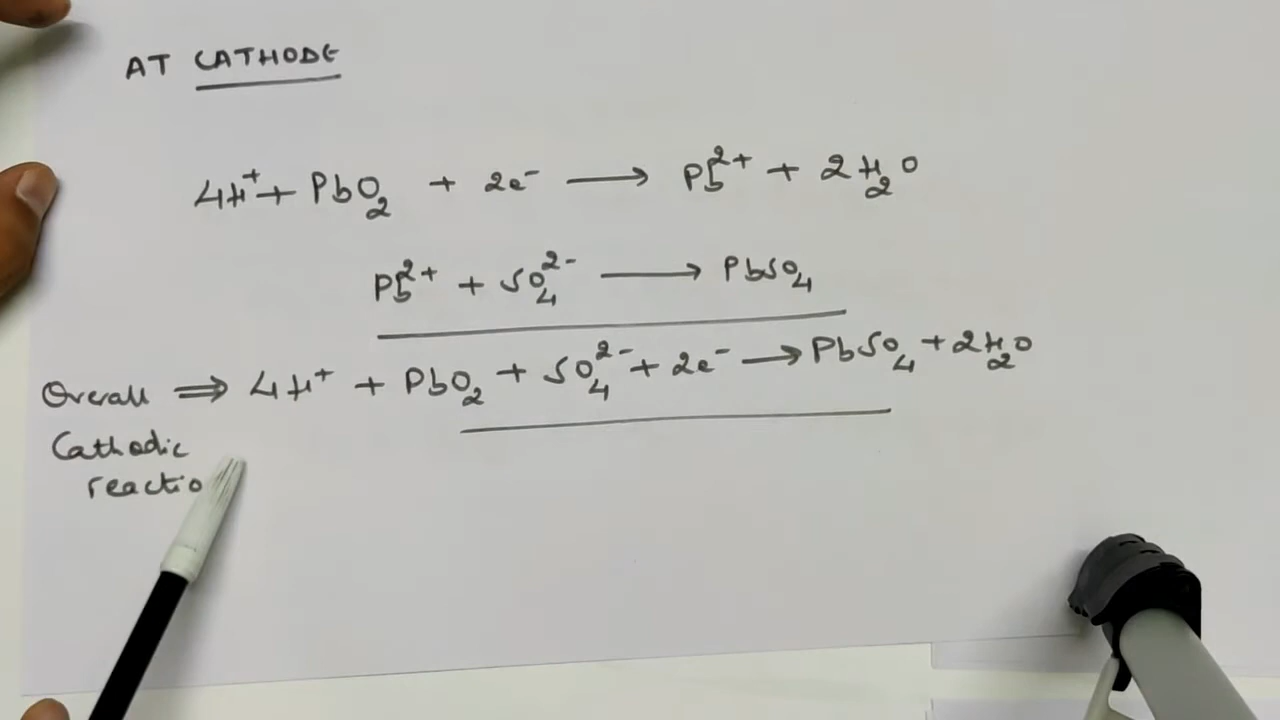 AT CATHODE
4H⁺ + PbO₂ + 2e⁻ ⟶ Pb²⁺ + 2H₂O
Pb²⁺ + SO₄²⁻ ⟶ PbSO₄
Overall ⟹ 4H⁺ + PbO₂ + SO₄²⁻ + 2e⁻ ⟶ PbSO₄ + 2H₂O
Cathodic
reactio